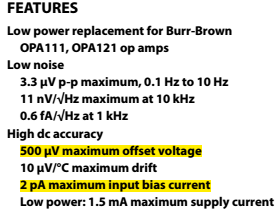 FEATURES
Low power replacement for Burr-Brown
OPA111, OPA121 op amps
Low noise
3.3 μV p-p maximum, 0.1 Hz to 10 Hz
11 nV/√Hz maximum at 10 kHz
0.6 fA/√Hz at 1 kHz
High dc accuracy
500 μV maximum offset voltage
10 μV/°C maximum drift
2 pA maximum input bias current
Low power: 1.5 mA maximum supply current